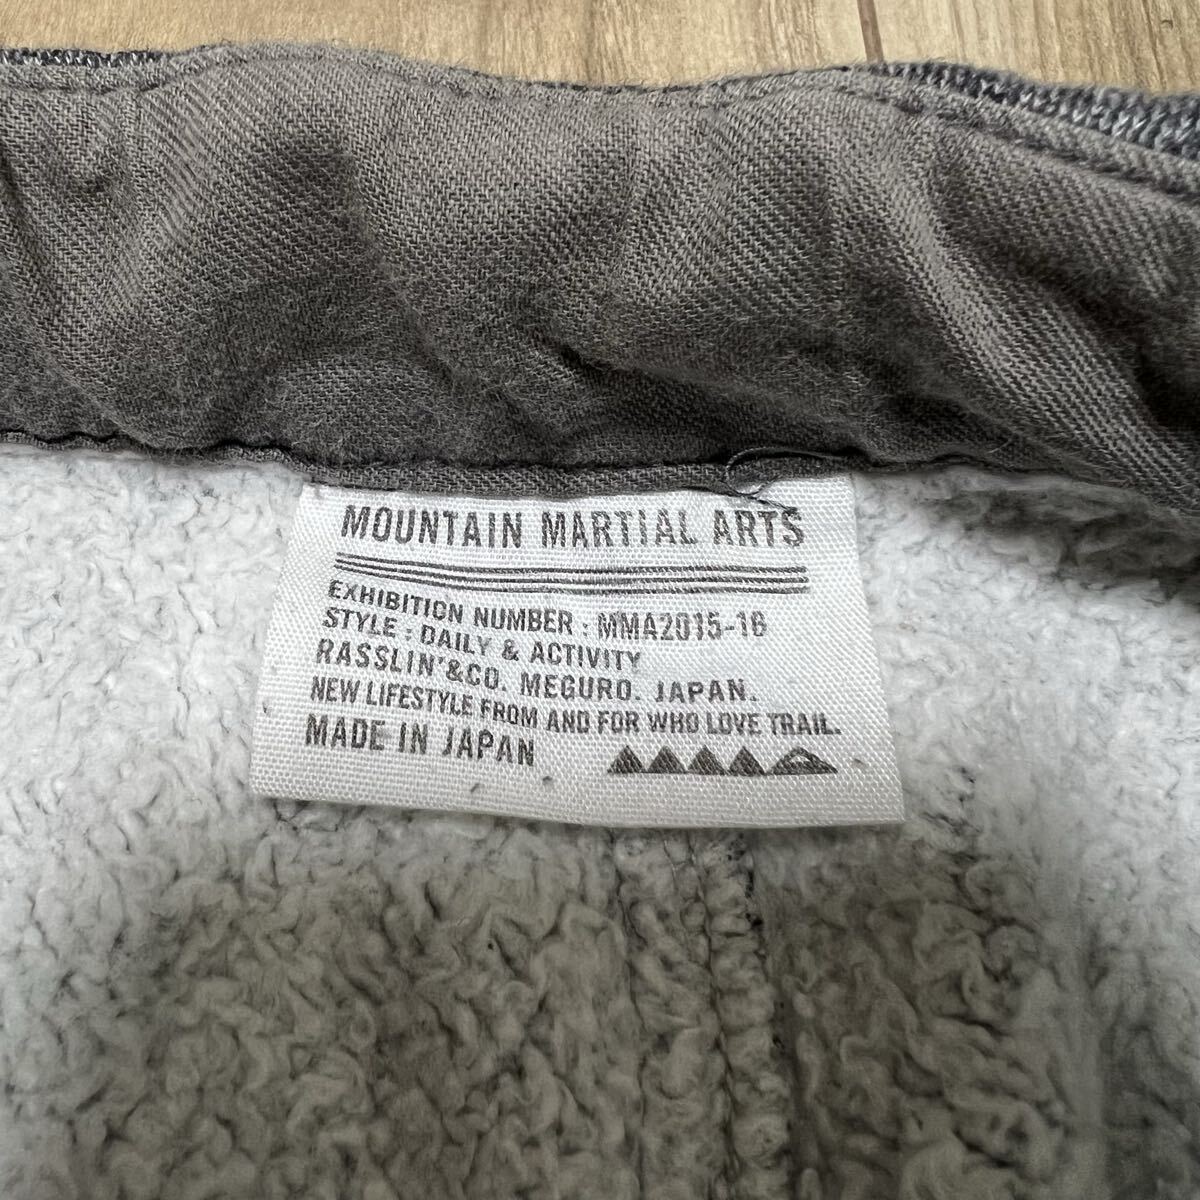 MOUNTAIN MARTIAL ARTS
EXHIBITION NUMBER : MMA2015-16
STYLE : DAILY & ACTIVITY
RASSLIN'&CO. MEGURO. JAPAN.
NEW LIFESTYLE FROM AND FOR WHO LOVE TRAIL.
MADE IN JAPAN